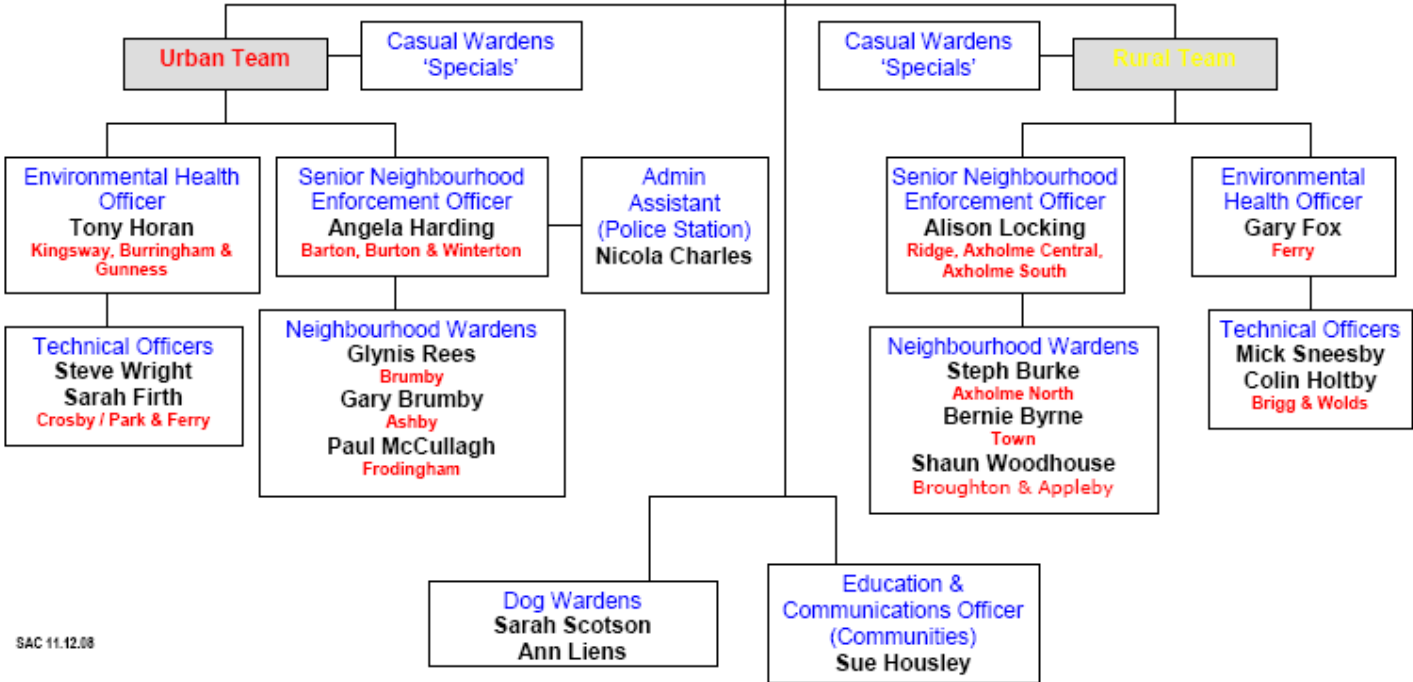 Urban Team
Casual Wardens
‘Specials’
Casual Wardens
‘Specials’
Rural Team
Environmental Health
Officer
Tony Horan
Kingsway, Burringham &
Gunness
Senior Neighbourhood
Enforcement Officer
Angela Harding
Barton, Burton & Winterton
Admin
Assistant
(Police Station)
Nicola Charles
Senior Neighbourhood
Enforcement Officer
Alison Locking
Ridge, Axholme Central,
Axholme South
Environmental
Health Officer
Gary Fox
Ferry
Technical Officers
Steve Wright
Sarah Firth
Crosby / Park & Ferry
Neighbourhood Wardens
Glynis Rees
Brumby
Gary Brumby
Ashby
Paul McCullagh
Frodingham
Neighbourhood Wardens
Steph Burke
Axholme North
Bernie Byrne
Town
Shaun Woodhouse
Broughton & Appleby
Technical Officers
Mick Sneesby
Colin Holtby
Brigg & Wolds
Dog Wardens
Sarah Scotson
Ann Liens
Education &
Communications Officer
(Communities)
Sue Housley
SAC 11.12.08